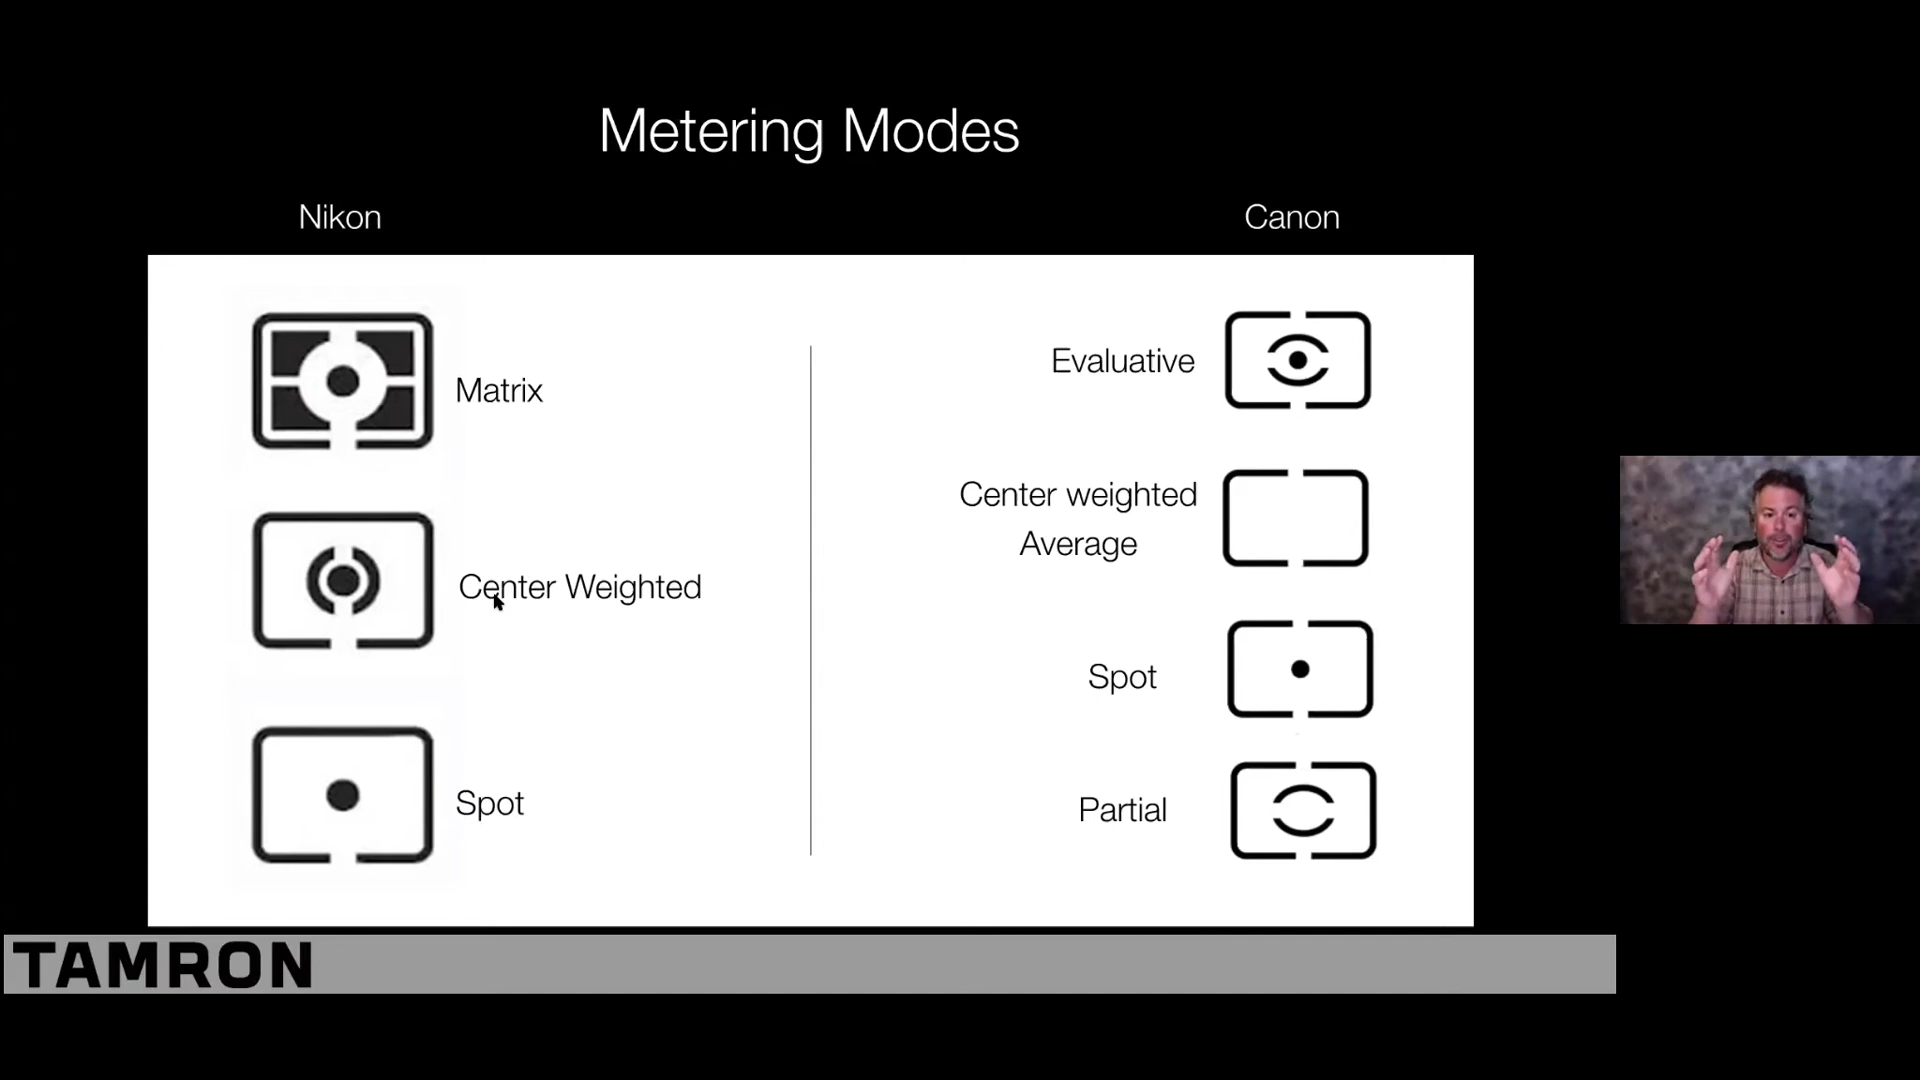 Metering Modes
Nikon
Canon
Matrix
Center Weighted
Spot
Evaluative
Center weighted
Average
Spot
Partial
TAMRON